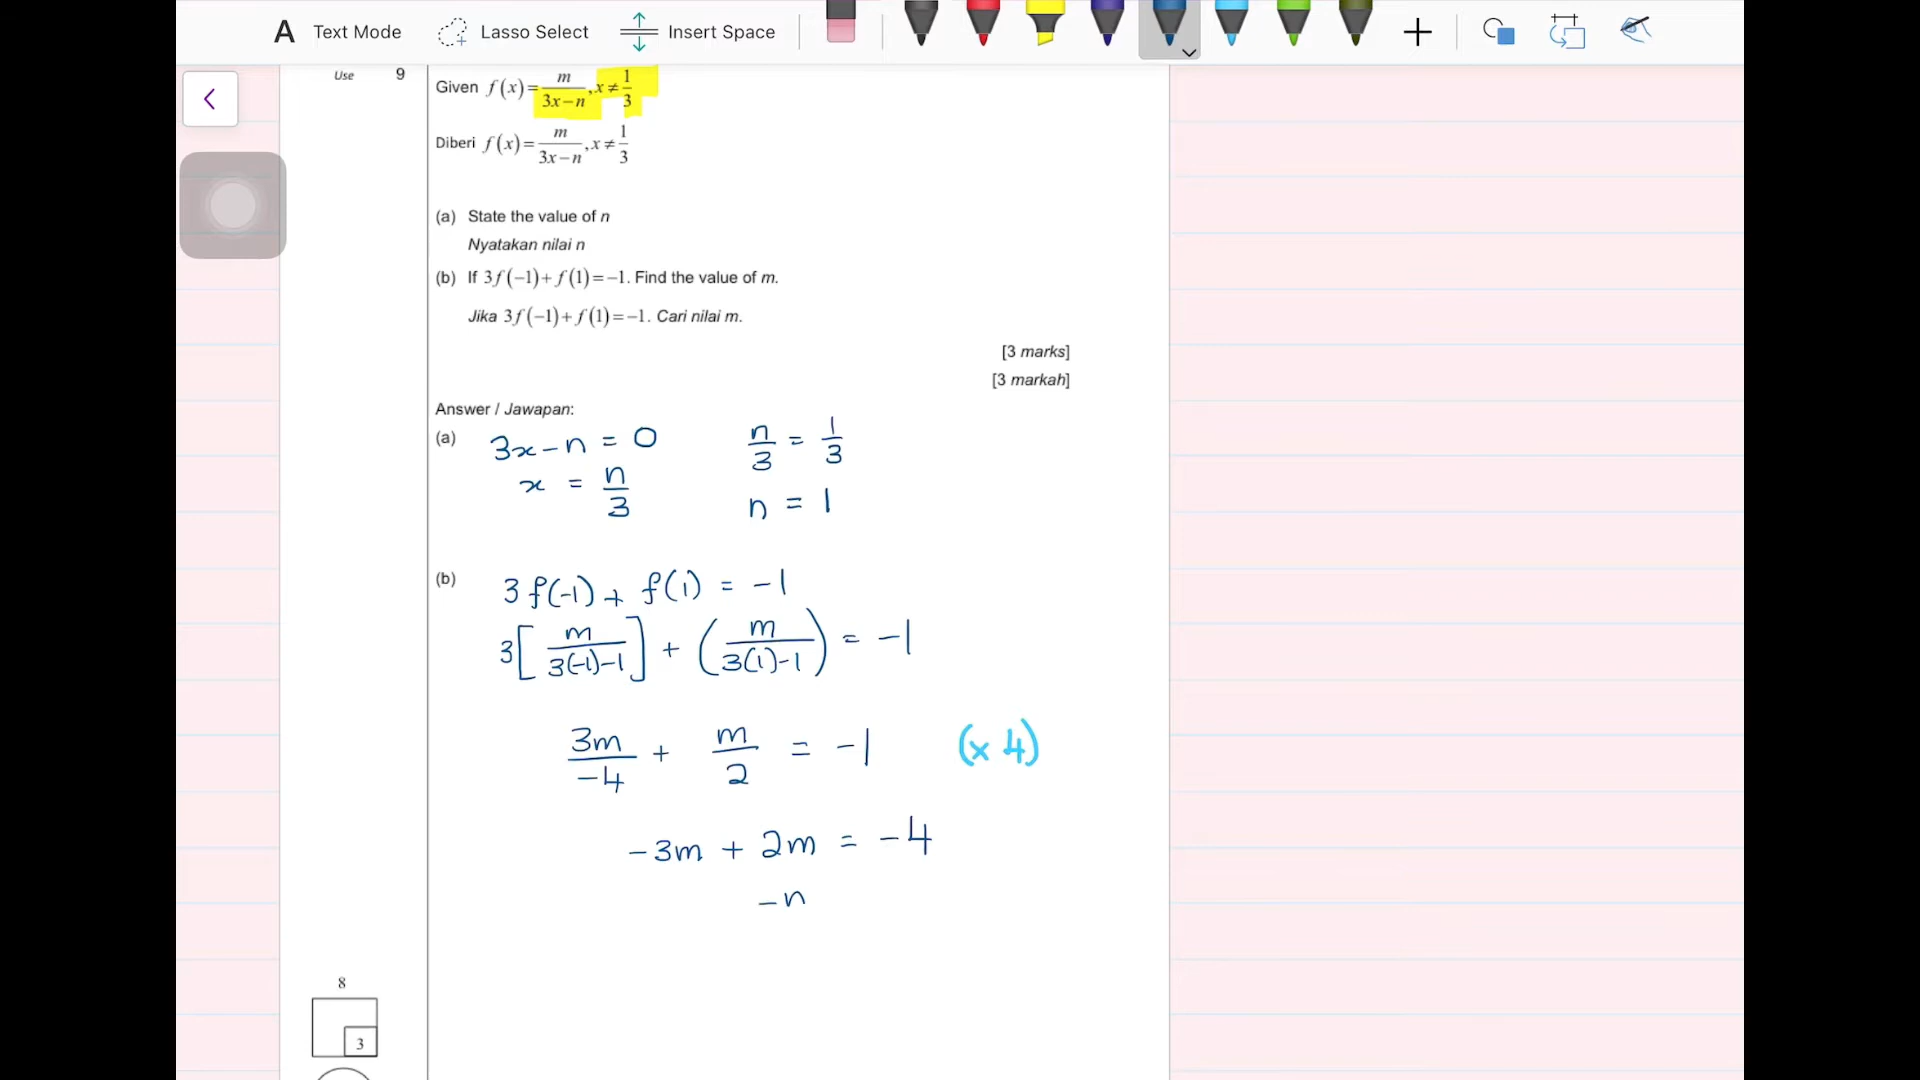 A Text Mode Lasso Select Insert Space
Use 9
Given f(x)=m/(3x−n), x≠1/3
Diberi f(x)=m/(3x−n), x≠1/3
(a) State the value of n
Nyatakan nilai n
(b) If 3f(−1)+f(1)=−1. Find the value of m.
Jika 3f(−1)+f(1)=−1. Cari nilai m.
[3 marks]
[3 markah]
Answer / Jawapan:
(a) 3x−n = 0 n/3 = 1/3
x = n/3 n = 1
(b) 3f(-1) + f(1) = -1
3[m/(3(-1)-1)] + (m/(3(1)-1)) = -1
3m/-4 + m/2 = -1 (x 4)
-3m + 2m = -4
-n
8
3